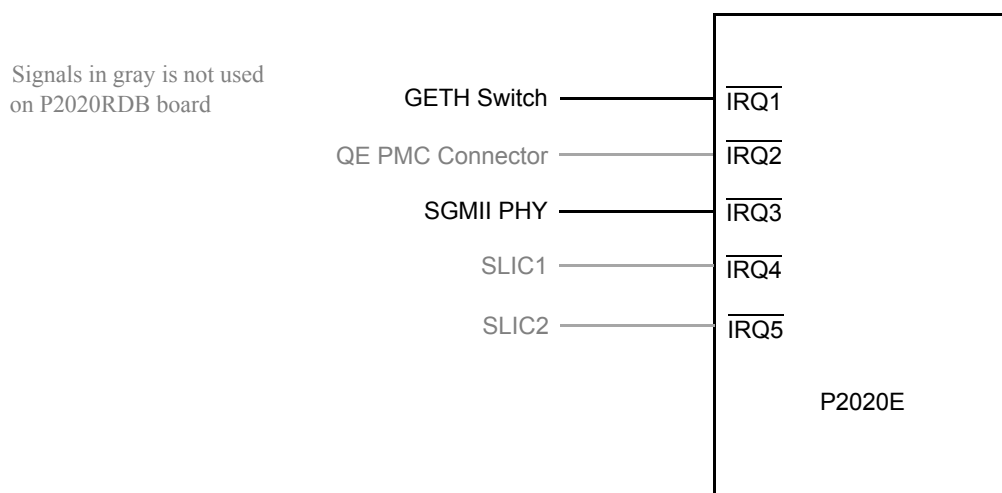 Signals in gray is not used
on P2020RDB board
GETH Switch
IRQ1
QE PMC Connector
IRQ2
SGMII PHY
IRQ3
SLIC1
IRQ4
SLIC2
IRQ5
P2020E